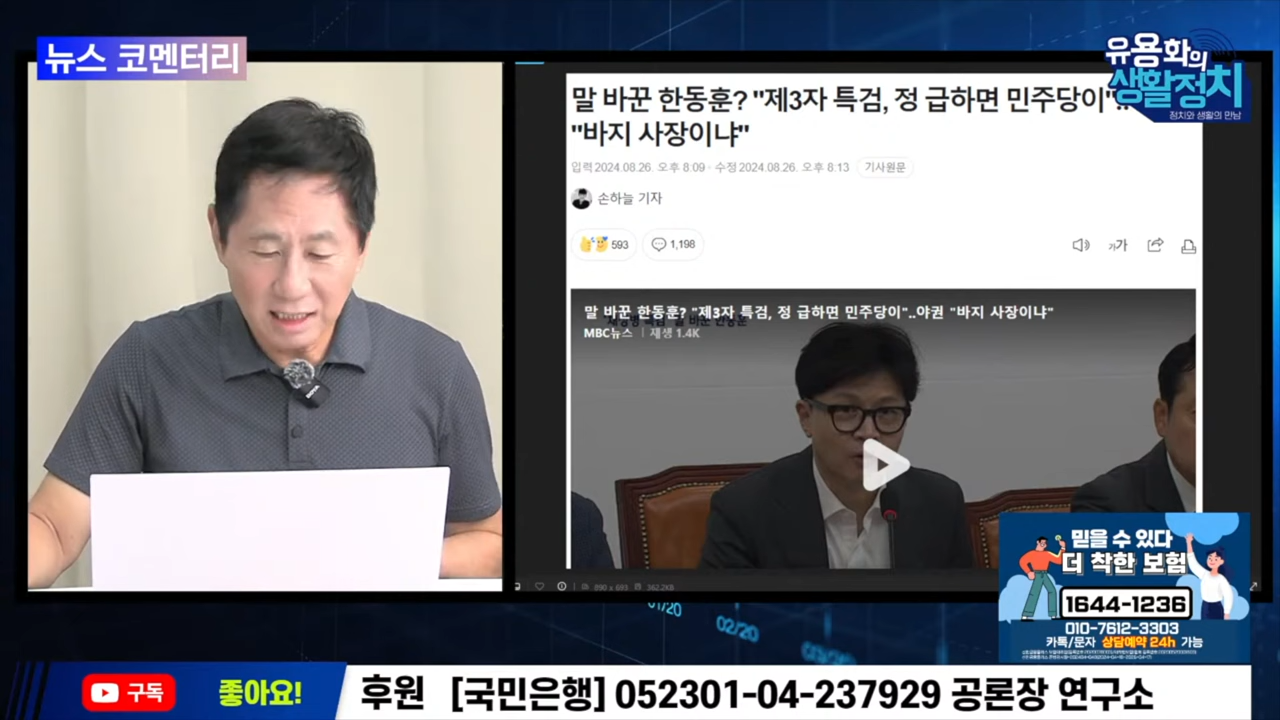 뉴스 코멘터리
유용화의
생활정치
정치와 생활의 만남
말 바꾼 한동훈? "제3자 특검, 정 급하면 민주당이"..
"바지 사장이냐"
입력 2024.08.26. 오후 8:09 · 수정 2024.08.26. 오후 8:13 기사원문
손하늘 기자
593 1,198
가가
말 바꾼 한동훈? "제3자 특검, 정 급하면 민주당이"..야권 "바지 사장이냐"
MBC뉴스 | 재생 1.4K
890 x 695 362.2KB
믿을 수 있다
더 착한 보험
1644-1236
010-7612-3303
카톡/문자 상담예약 24h 가능
01/20
02/20
구독 좋아요!
후원 [국민은행] 052301-04-237929 공론장 연구소